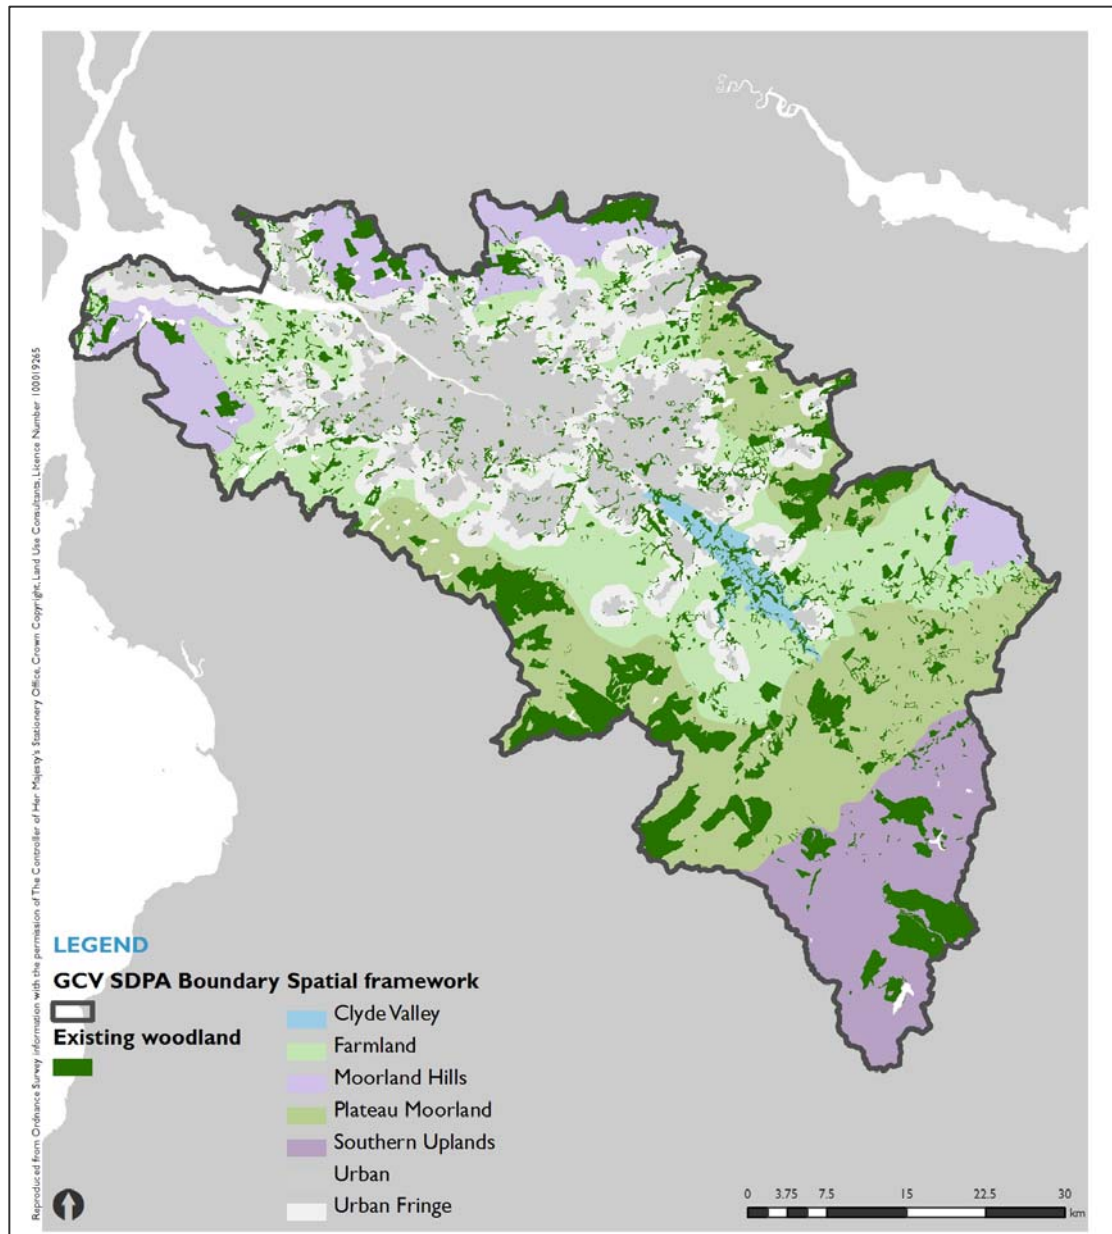 Reproduced from Ordnance Survey information with the permission of The Controller of Her Majesty's Stationery Office, Crown Copyright, Land Use Consultants, Licence Number 100019265
LEGEND
GCV SDPA Boundary
Existing woodland
Spatial framework
Clyde Valley
Farmland
Moorland Hills
Plateau Moorland
Southern Uplands
Urban
Urban Fringe
0 3.75 7.5 15 22.5 30
km